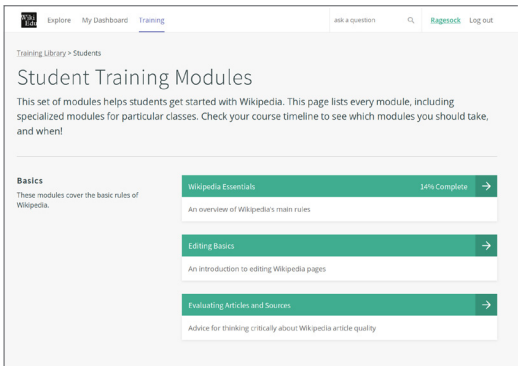 Wiki
Edu
Explore My Dashboard Training ask a question Ragesock Log out
Training Library > Students
Student Training Modules
This set of modules helps students get started with Wikipedia. This page lists every module, including
specialized modules for particular classes. Check your course timeline to see which modules you should take,
and when!
Basics
These modules cover the basic rules of
Wikipedia.
Wikipedia Essentials 14% Complete →
An overview of Wikipedia's main rules
Editing Basics →
An introduction to editing Wikipedia pages
Evaluating Articles and Sources →
Advice for thinking critically about Wikipedia article quality